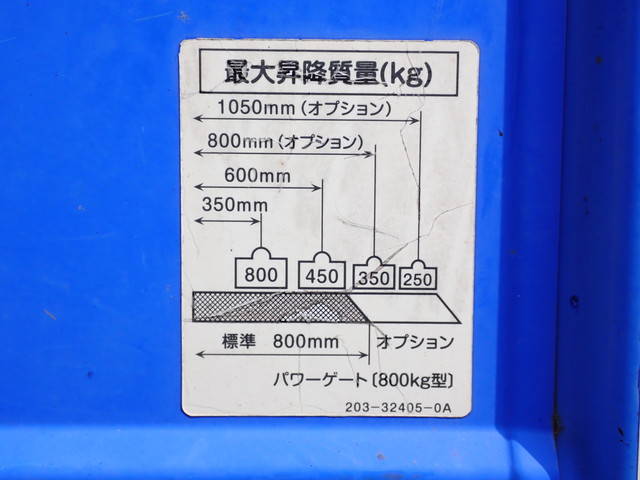 最大昇降質量(kg)
1050mm(オプション)
800mm(オプション)
600mm
350mm
800 450 350 250
標準 800mm オプション
パワーゲート〔800kg型〕
203-32405-0A